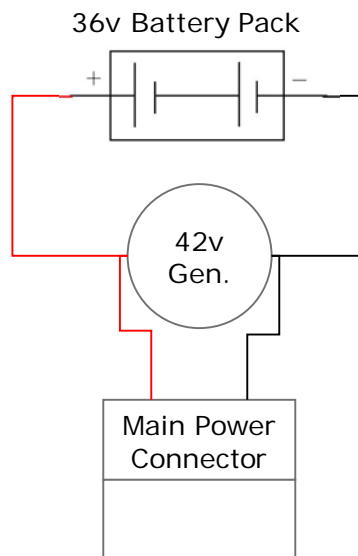 36v Battery Pack
+ −
42v
Gen.
Main Power
Connector